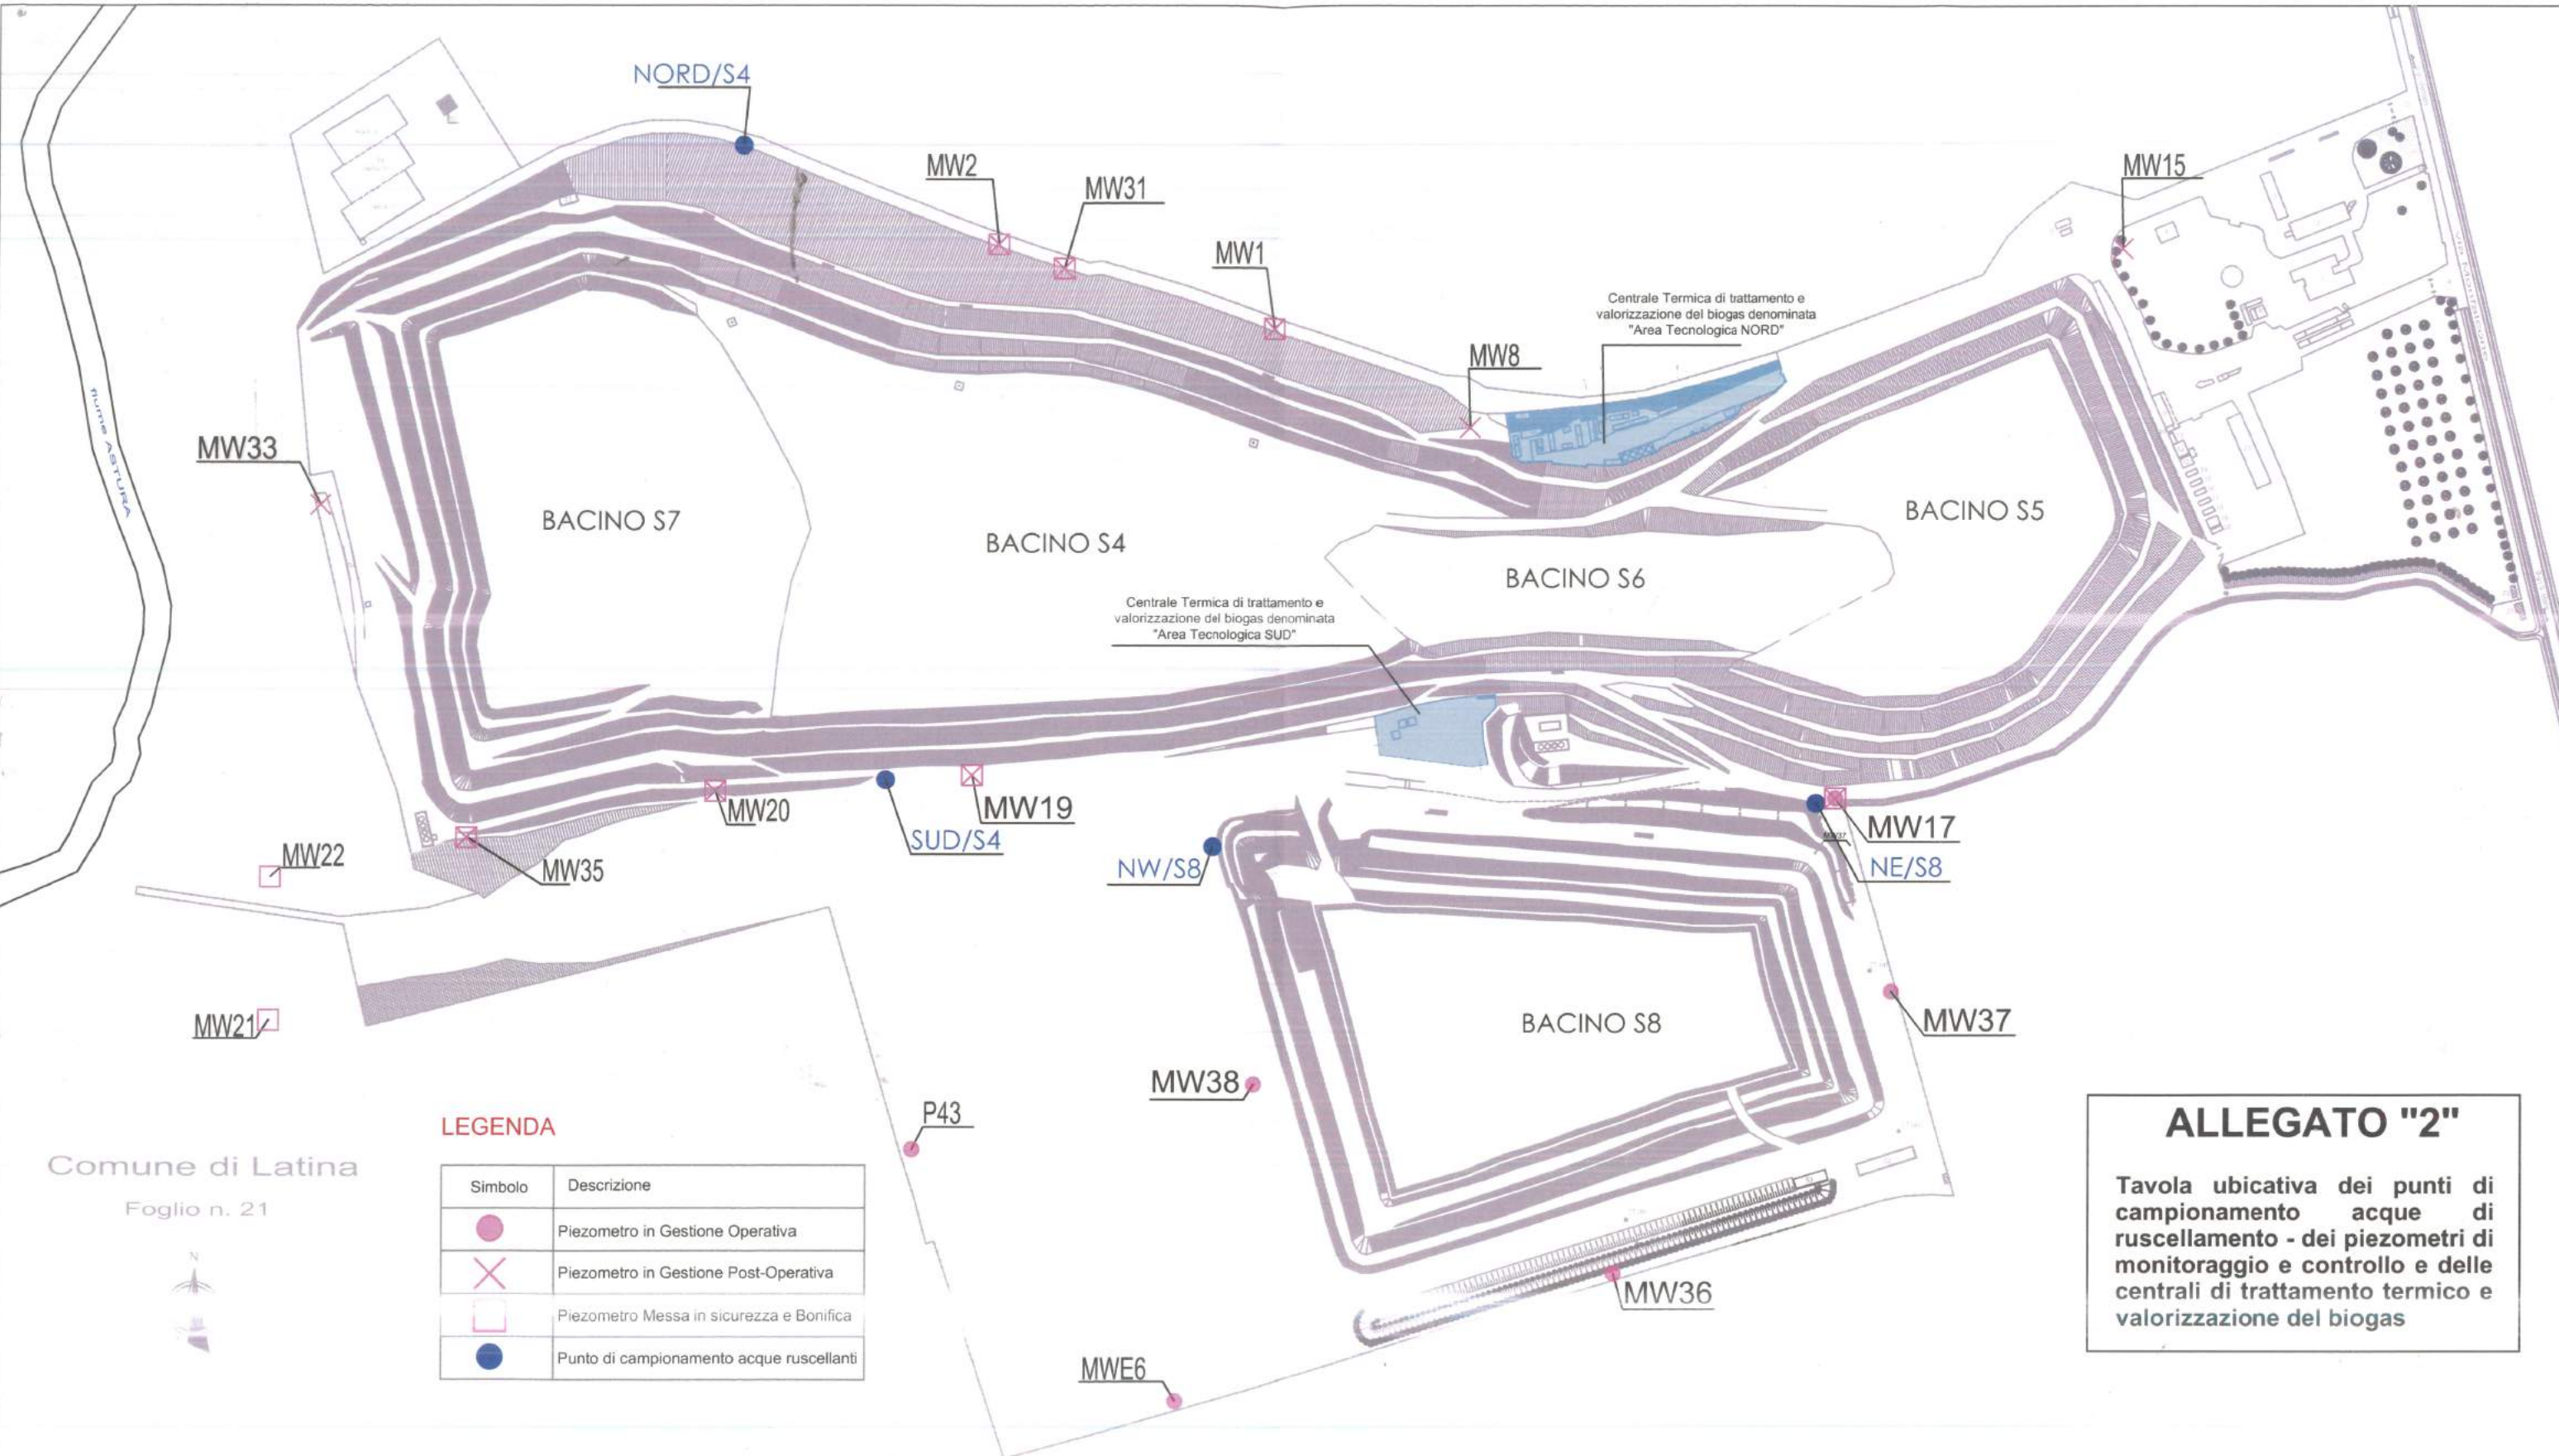 NORD/S4
MW2
MW31
MW1
MW15
Centrale Termica di trattamento e
valorizzazione del biogas denominata
"Area Tecnologica NORD"
MW8
fiume ASTURA
MW33
BACINO S7
BACINO S4
BACINO S5
BACINO S6
Centrale Termica di trattamento e
valorizzazione del biogas denominata
"Area Tecnologica SUD"
MW20
MW19
SUD/S4
MW17
MW37
NE/S8
NW/S8
MW22
MW35
MW21
BACINO S8
MW37
MW38
P43
MW36
MWE6
Comune di Latina
Foglio n. 21
N
LEGENDA
Simbolo Descrizione
Piezometro in Gestione Operativa
Piezometro in Gestione Post-Operativa
Piezometro Messa in sicurezza e Bonifica
Punto di campionamento acque ruscellanti
ALLEGATO "2"
Tavola ubicativa dei punti di
campionamento acque di
ruscellamento - dei piezometri di
monitoraggio e controllo e delle
centrali di trattamento termico e
valorizzazione del biogas